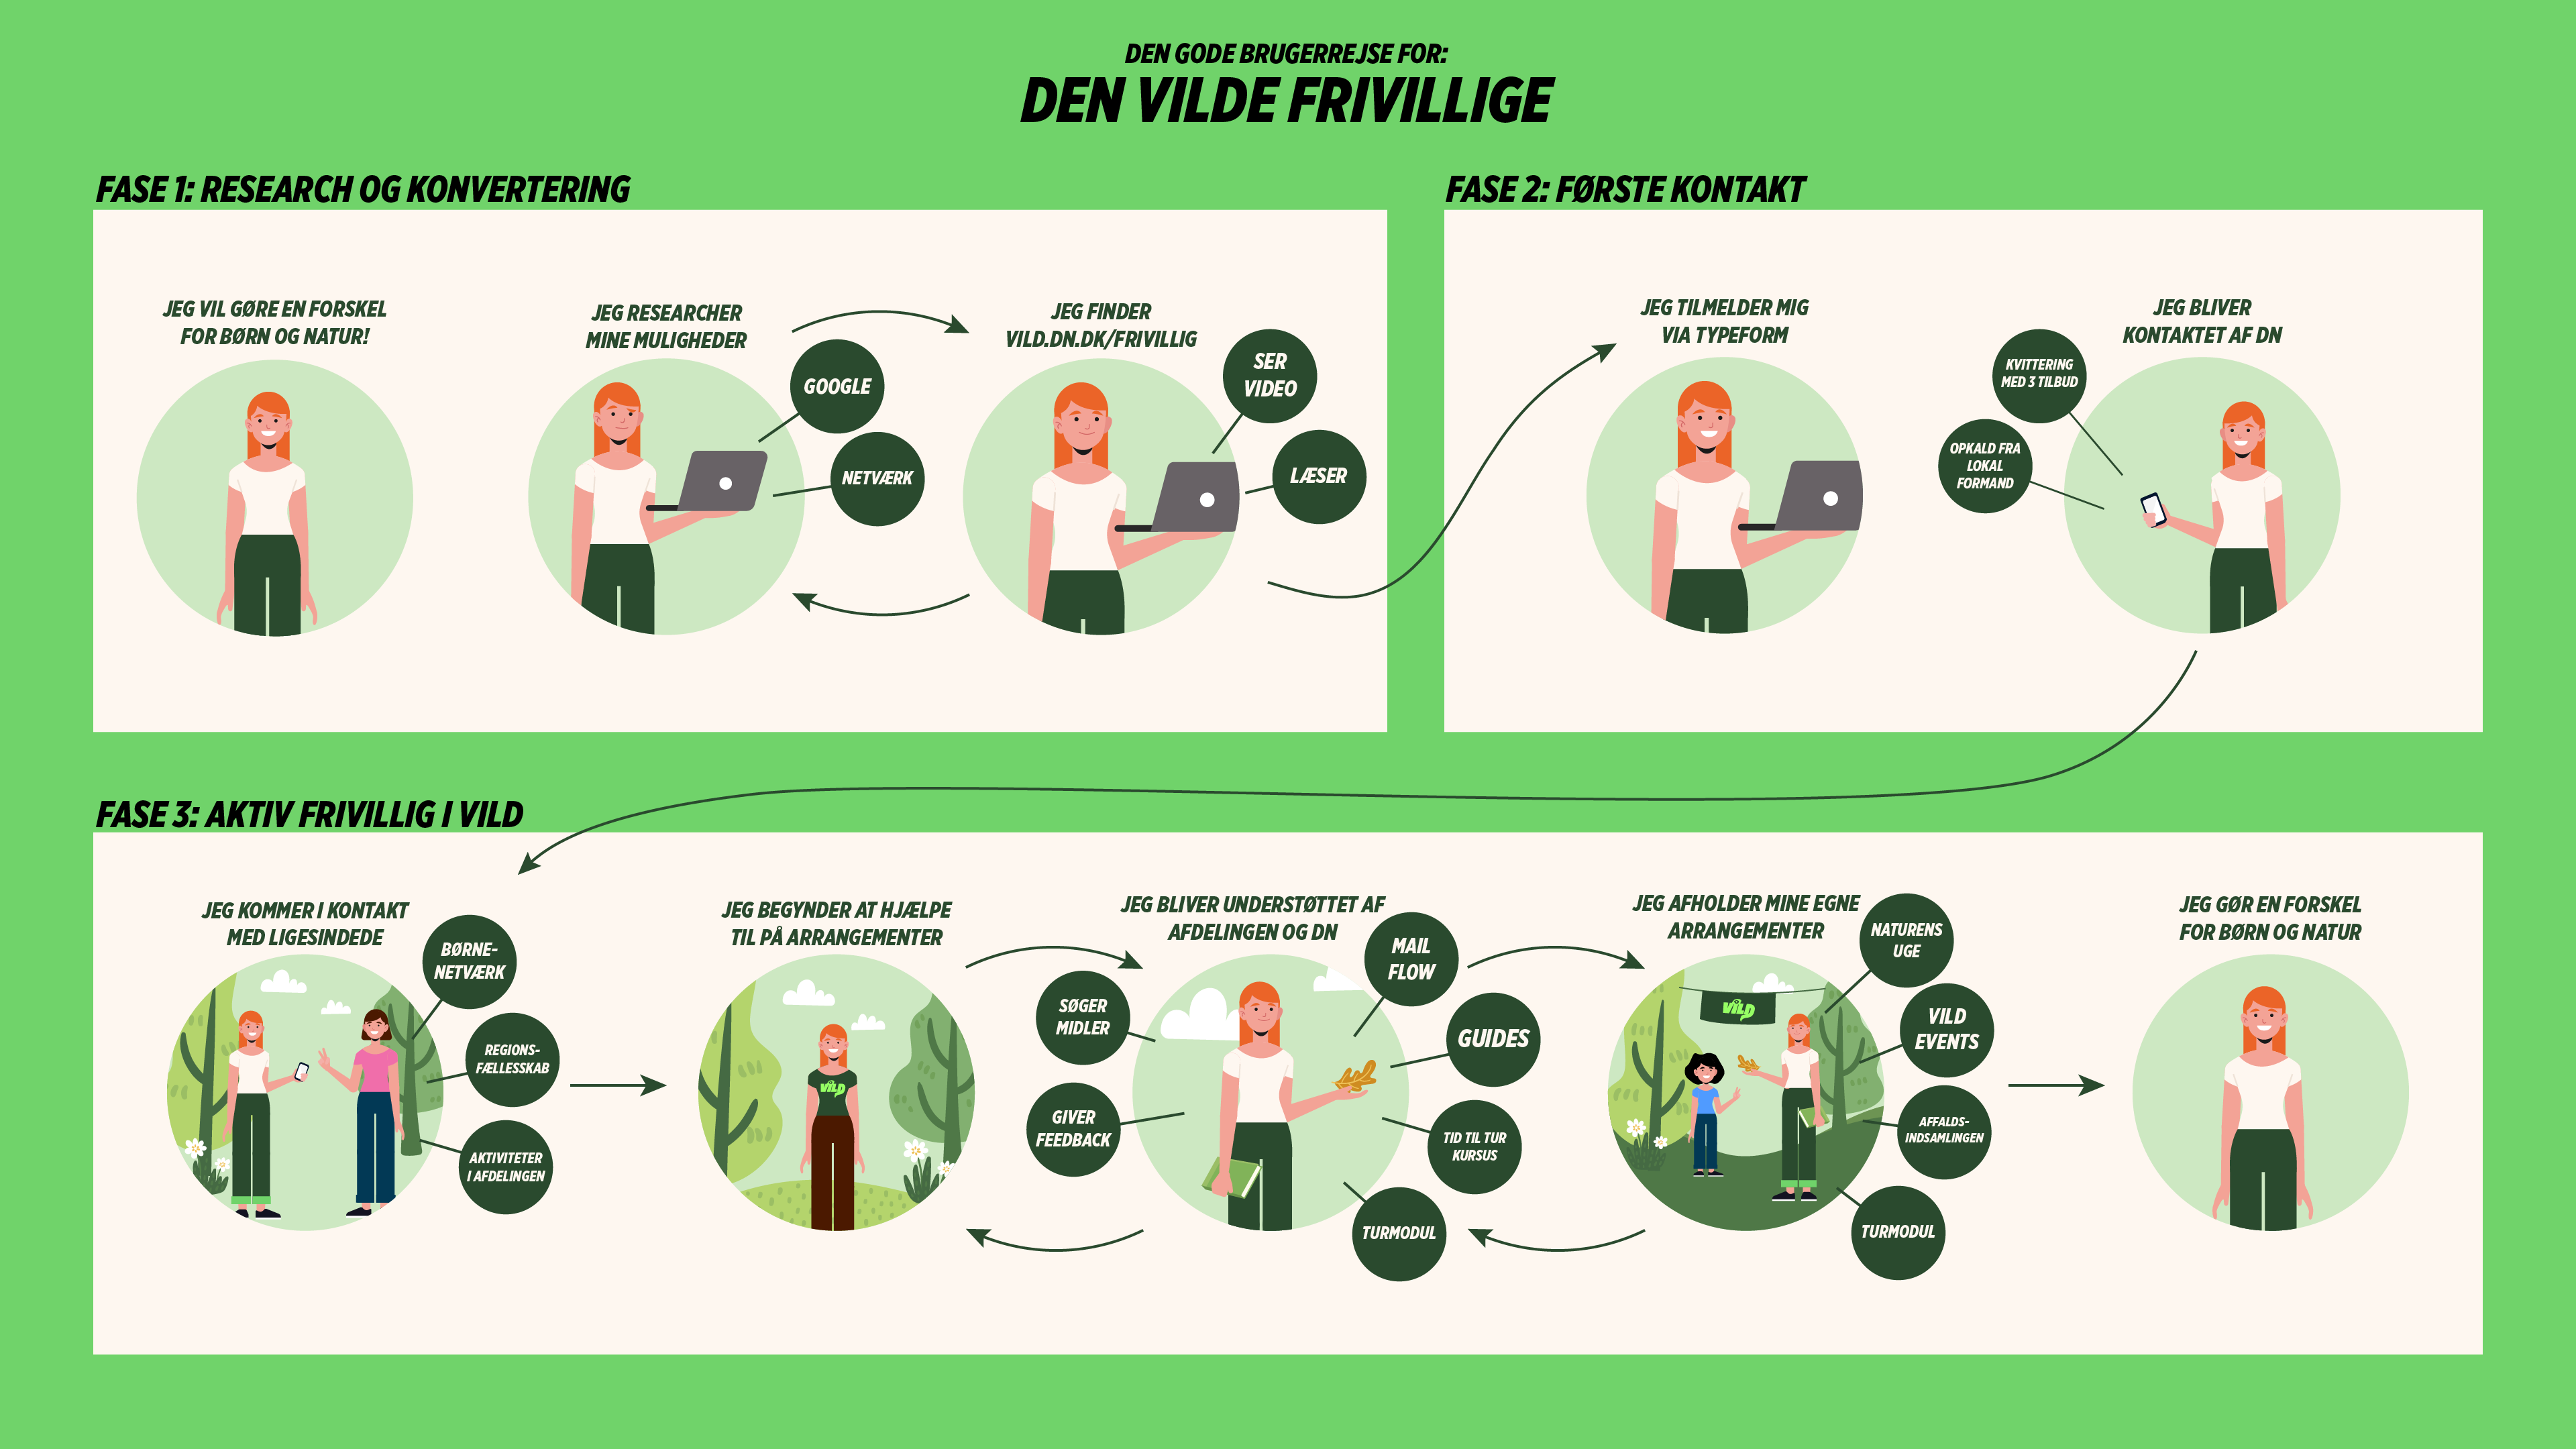 DEN GODE BRUGERREJSE FOR:
DEN VILDE FRIVILLIGE
FASE 1: RESEARCH OG KONVERTERING
JEG VIL GØRE EN FORSKEL
FOR BØRN OG NATUR!
JEG RESEARCHER
MINE MULIGHEDER
GOOGLE
NETVÆRK
JEG FINDER
VILD.DN.DK/FRIVILLIG
SER
VIDEO
LÆSER
FASE 2: FØRSTE KONTAKT
JEG TILMELDER MIG
VIA TYPEFORM
JEG BLIVER
KONTAKTET AF DN
KVITTERING
MED 3 TILBUD
OPKALD FRA
LOKAL
FORMAND
FASE 3: AKTIV FRIVILLIG I VILD
JEG KOMMER I KONTAKT
MED LIGESINDEDE
BØRNE-
NETVÆRK
REGIONS-
FÆLLESSKAB
AKTIVITETER
I AFDELINGEN
JEG BEGYNDER AT HJÆLPE
TIL PÅ ARRANGEMENTER
VILD
JEG BLIVER UNDERSTØTTET AF
AFDELINGEN OG DN
SØGER
MIDLER
GIVER
FEEDBACK
MAIL
FLOW
GUIDES
TID TIL TUR
KURSUS
TURMODUL
JEG AFHOLDER MINE EGNE
ARRANGEMENTER
VILD
NATURENS
UGE
VILD
EVENTS
AFFALDS-
INDSAMLINGEN
TURMODUL
JEG GØR EN FORSKEL
FOR BØRN OG NATUR